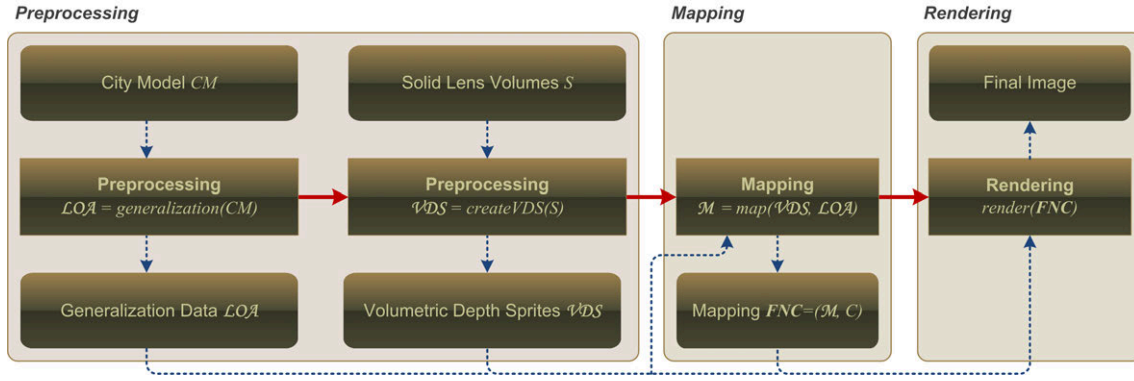 Preprocessing
Mapping
Rendering
City Model CM
Solid Lens Volumes S
Final Image
Preprocessing
ℒ𝒪𝒜 = generalization(CM)
Preprocessing
𝒱𝒟𝒮 = createVDS(S)
Mapping
ℳ = map(𝒱𝒟𝒮, ℒ𝒪𝒜)
Rendering
render(FNC)
Generalization Data ℒ𝒪𝒜
Volumetric Depth Sprites 𝒱𝒟𝒮
Mapping FNC=(ℳ, C)